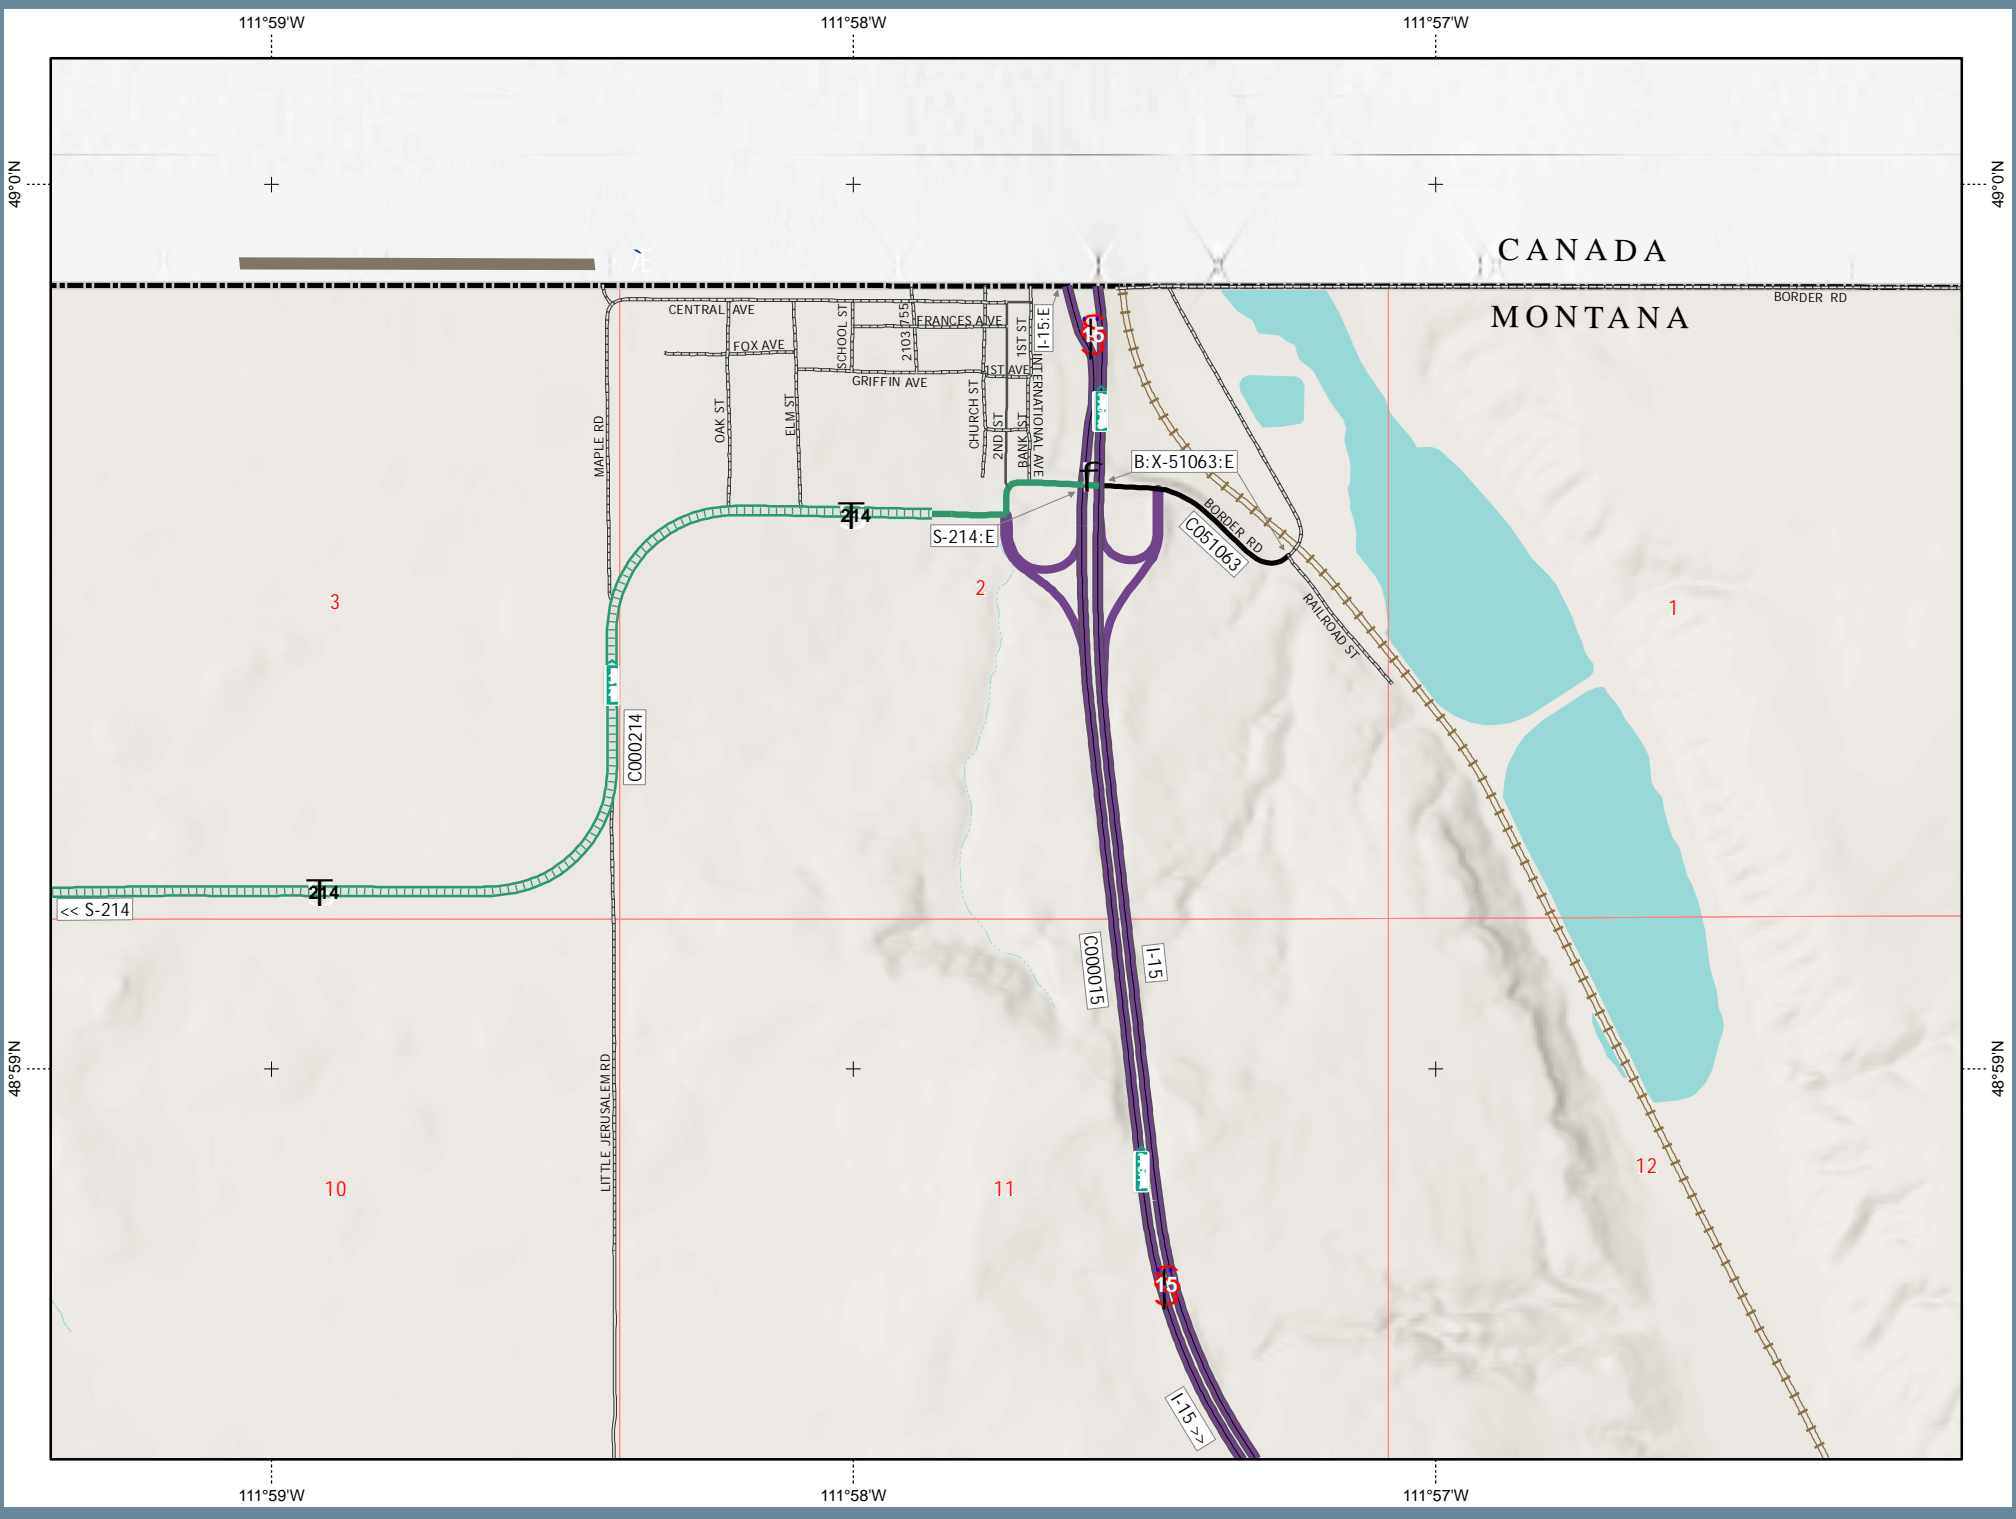 111°59'W
111°58'W
111°57'W
49°0'N
49°0'N
Æ
CANADA
MONTANA
BORDER RD
CENTRAL AVE
SCHOOL ST
2103 755
FRANCES AVE
1ST ST
I-15:E
15
FOX AVE
1ST AVE
GRIFFIN AVE
INTERNATIONAL AVE
MAPLE RD
OAK ST
ELM ST
CHURCH ST
2ND ST
BANK ST
B:X-51063:E
f
214
S-214:E
BORDER RD
C051063
RAILROAD ST
3
2
1
C000214
214
<< S-214
C000015
I-15
48°59'N
48°59'N
LITTLE JERUSALEM RD
10
11
12
15
I-15 >>
111°59'W
111°58'W
111°57'W